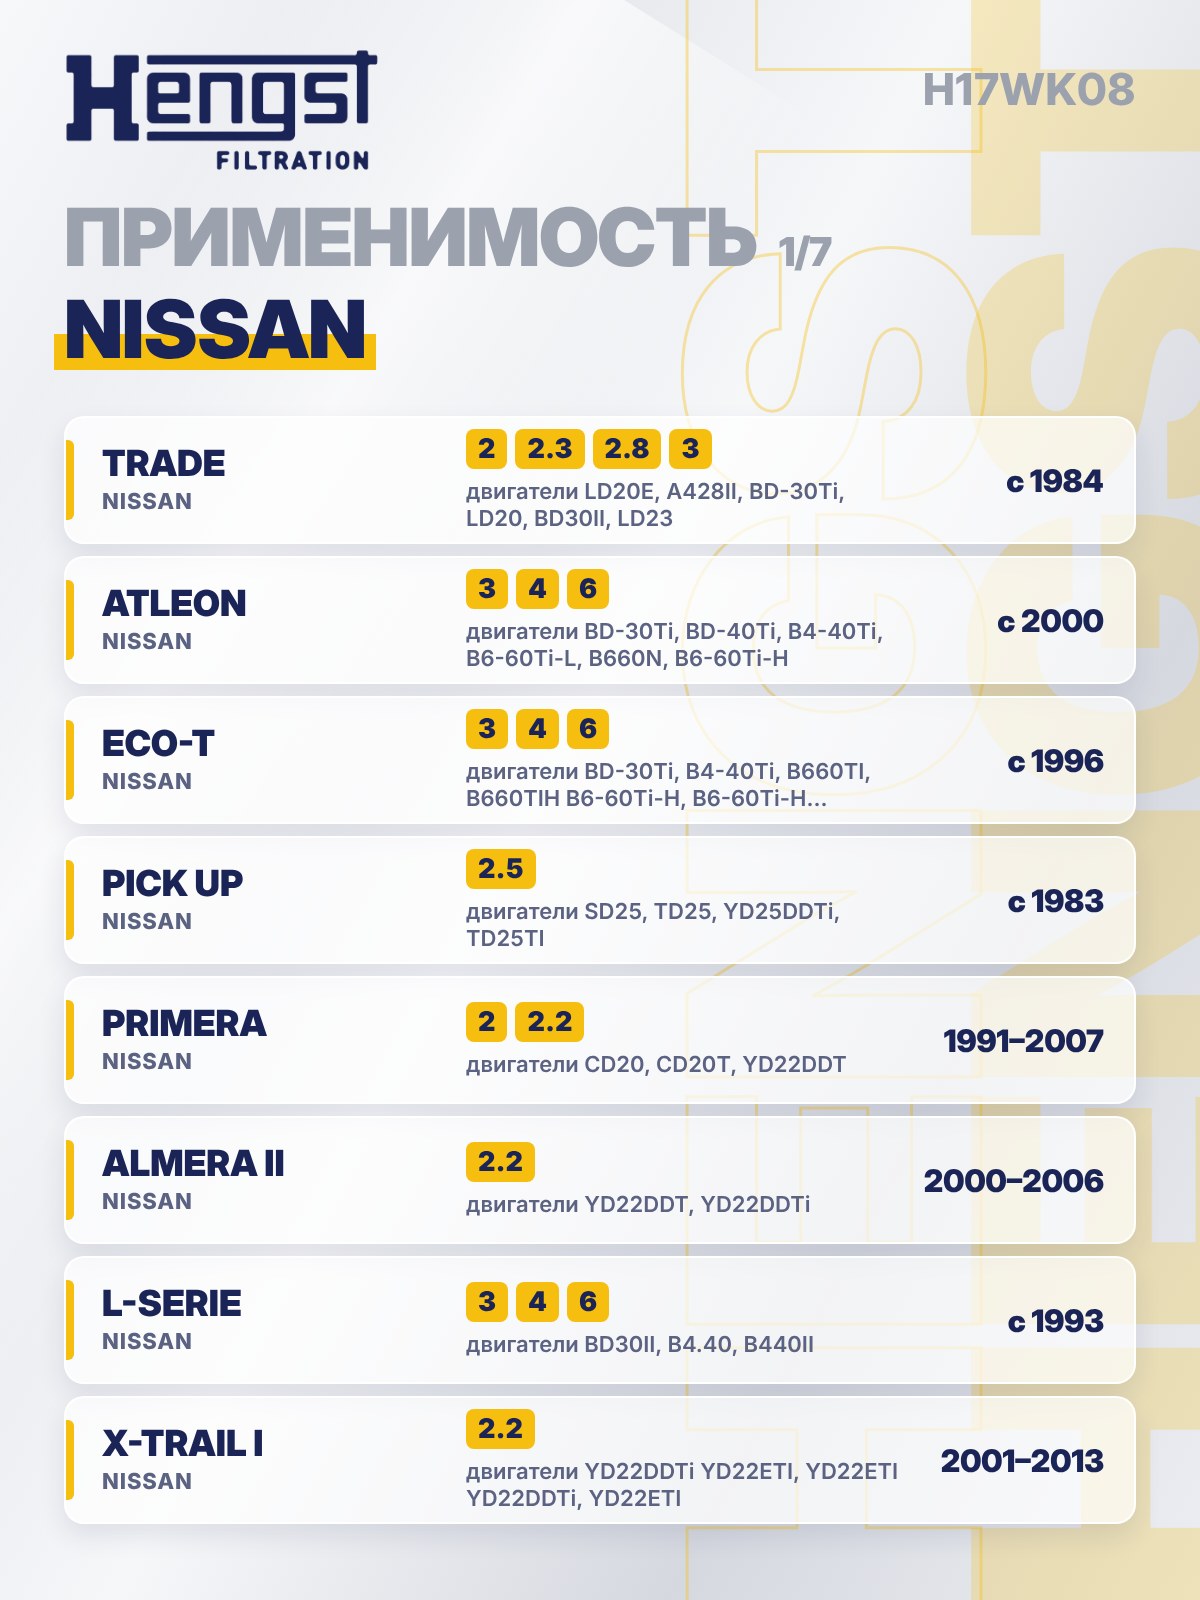 Hengst
FILTRATION
H17WK08
ПРИМЕНИМОСТЬ 1/7
NISSAN
TRADE
NISSAN
2 2.3 2.8 3
двигатели LD20E, A428II, BD-30Ti,
LD20, BD30II, LD23
с 1984
ATLEON
NISSAN
3 4 6
двигатели BD-30Ti, BD-40Ti, B4-40Ti,
B6-60Ti-L, B660N, B6-60Ti-H
с 2000
ECO-T
NISSAN
3 4 6
двигатели BD-30Ti, B4-40Ti, B660TI,
B660TIH B6-60Ti-H, B6-60Ti-H...
с 1996
PICK UP
NISSAN
2.5
двигатели SD25, TD25, YD25DDTi,
TD25TI
с 1983
PRIMERA
NISSAN
2 2.2
двигатели CD20, CD20T, YD22DDT
1991–2007
ALMERA II
NISSAN
2.2
двигатели YD22DDT, YD22DDTi
2000–2006
L-SERIE
NISSAN
3 4 6
двигатели BD30II, B4.40, B440II
с 1993
X-TRAIL I
NISSAN
2.2
двигатели YD22DDTi YD22ETI, YD22ETI
YD22DDTi, YD22ETI
2001–2013
HENGST
HENGST